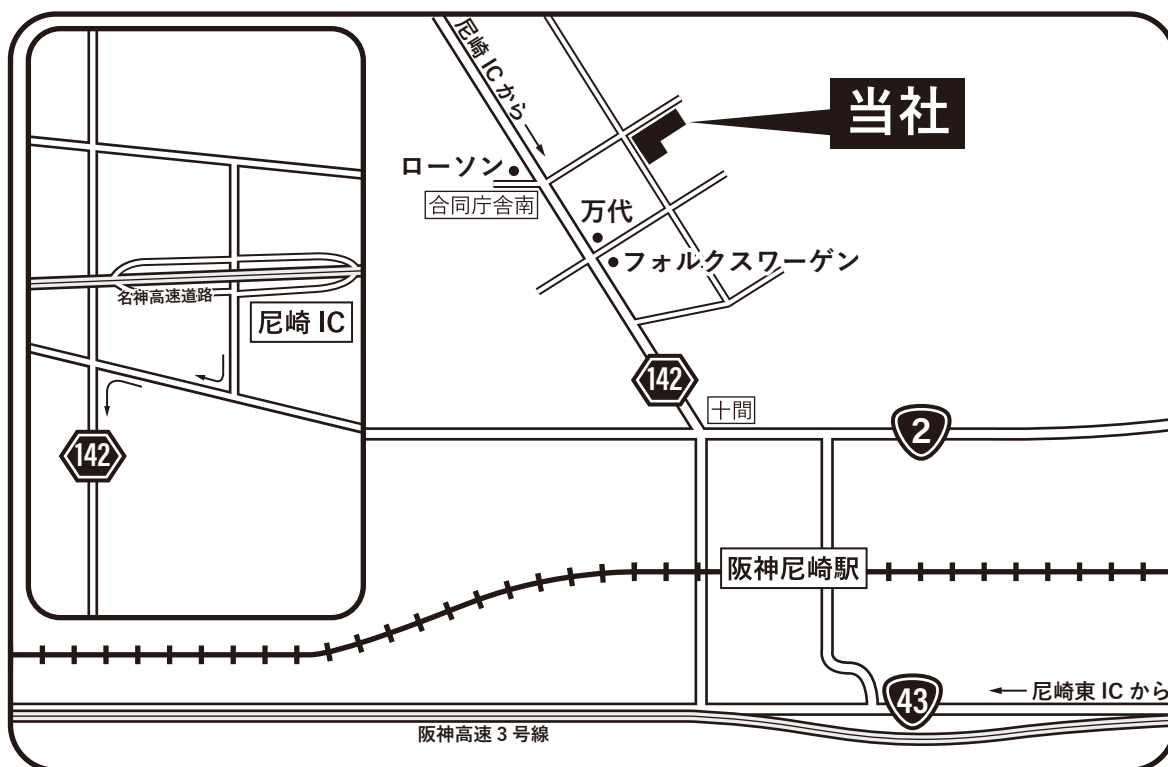 尼崎ICから
当社
ローソン
合同庁舎南
万代
フォルクスワーゲン
名神高速道路
尼崎 IC
142
十間
2
142
阪神尼崎駅
尼崎東 IC から
43
阪神高速 3 号線